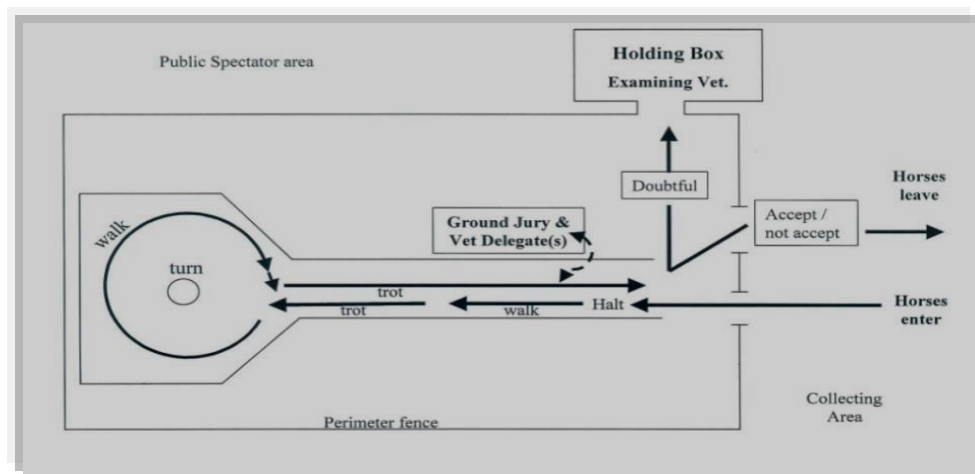 Public Spectator area
Holding Box
Examining Vet.
Doubtful
Horses
leave
Accept /
not accept
Ground Jury &
Vet Delegate(s)
walk
turn
trot
trot
walk
Halt
Horses
enter
Collecting
Area
Perimeter fence